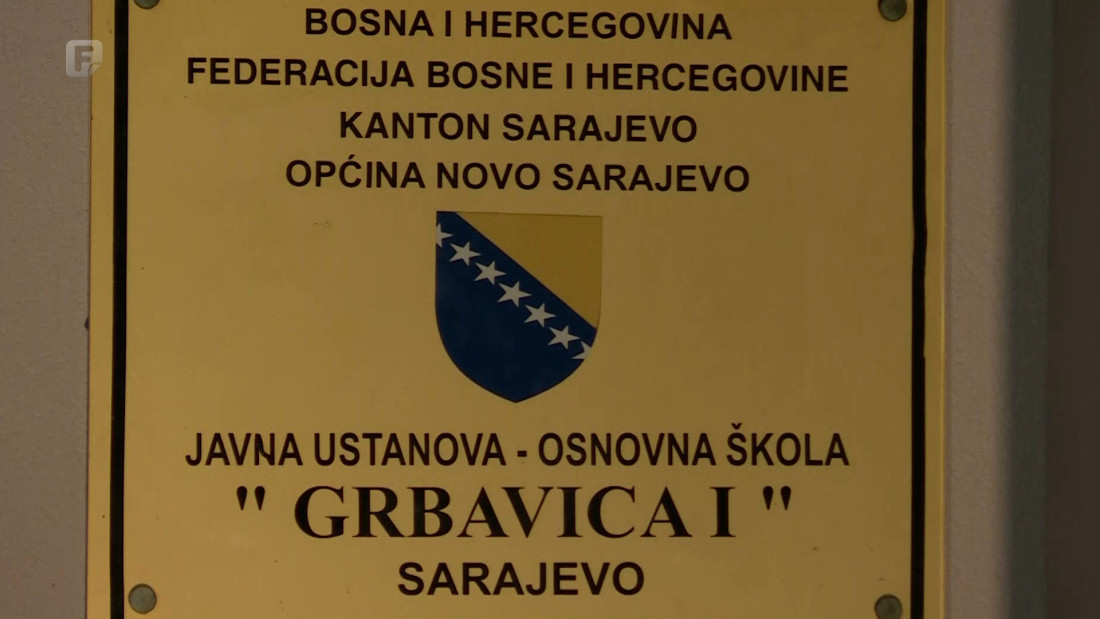 BOSNA I HERCEGOVINA
FEDERACIJA BOSNE I HERCEGOVINE
KANTON SARAJEVO
OPĆINA NOVO SARAJEVO
JAVNA USTANOVA - OSNOVNA ŠKOLA
" GRBAVICA I "
SARAJEVO